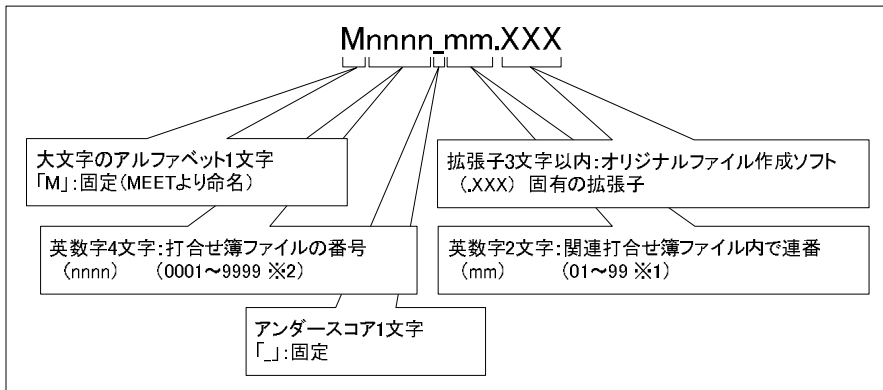 Mnnnn_mm.XXX
大文字のアルファベット1文字
「M」:固定(MEETより命名)
拡張子3文字以内:オリジナルファイル作成ソフト
(.XXX) 固有の拡張子
英数字4文字:打合せ簿ファイルの番号
(nnnn) (0001～9999 ※2)
英数字2文字:関連打合せ簿ファイル内で連番
(mm) (01～99 ※1)
アンダースコア1文字
「_」:固定